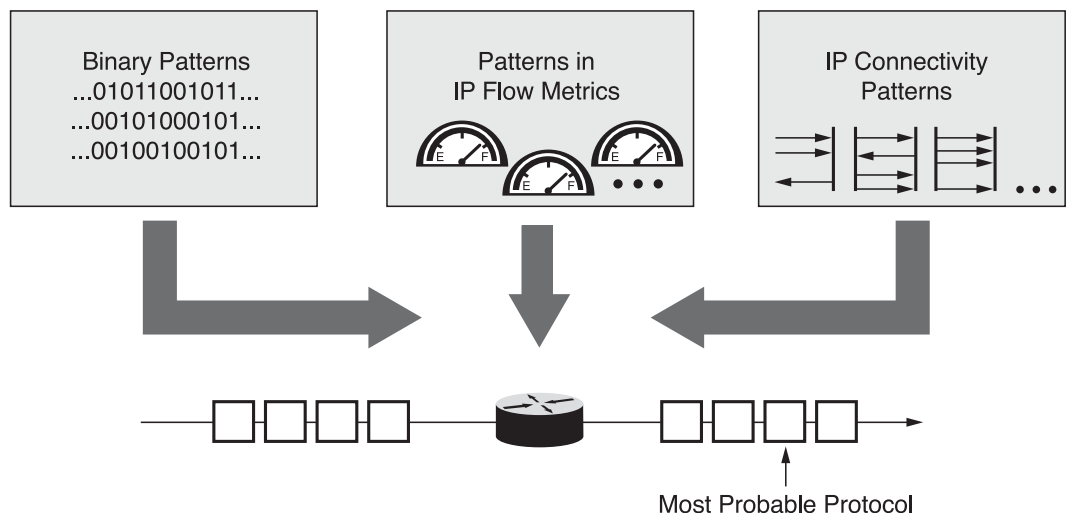 Binary Patterns
...01011001011...
...00101000101...
...00100100101...
Patterns in
IP Flow Metrics
E F
E F
E F
IP Connectivity
Patterns
Most Probable Protocol